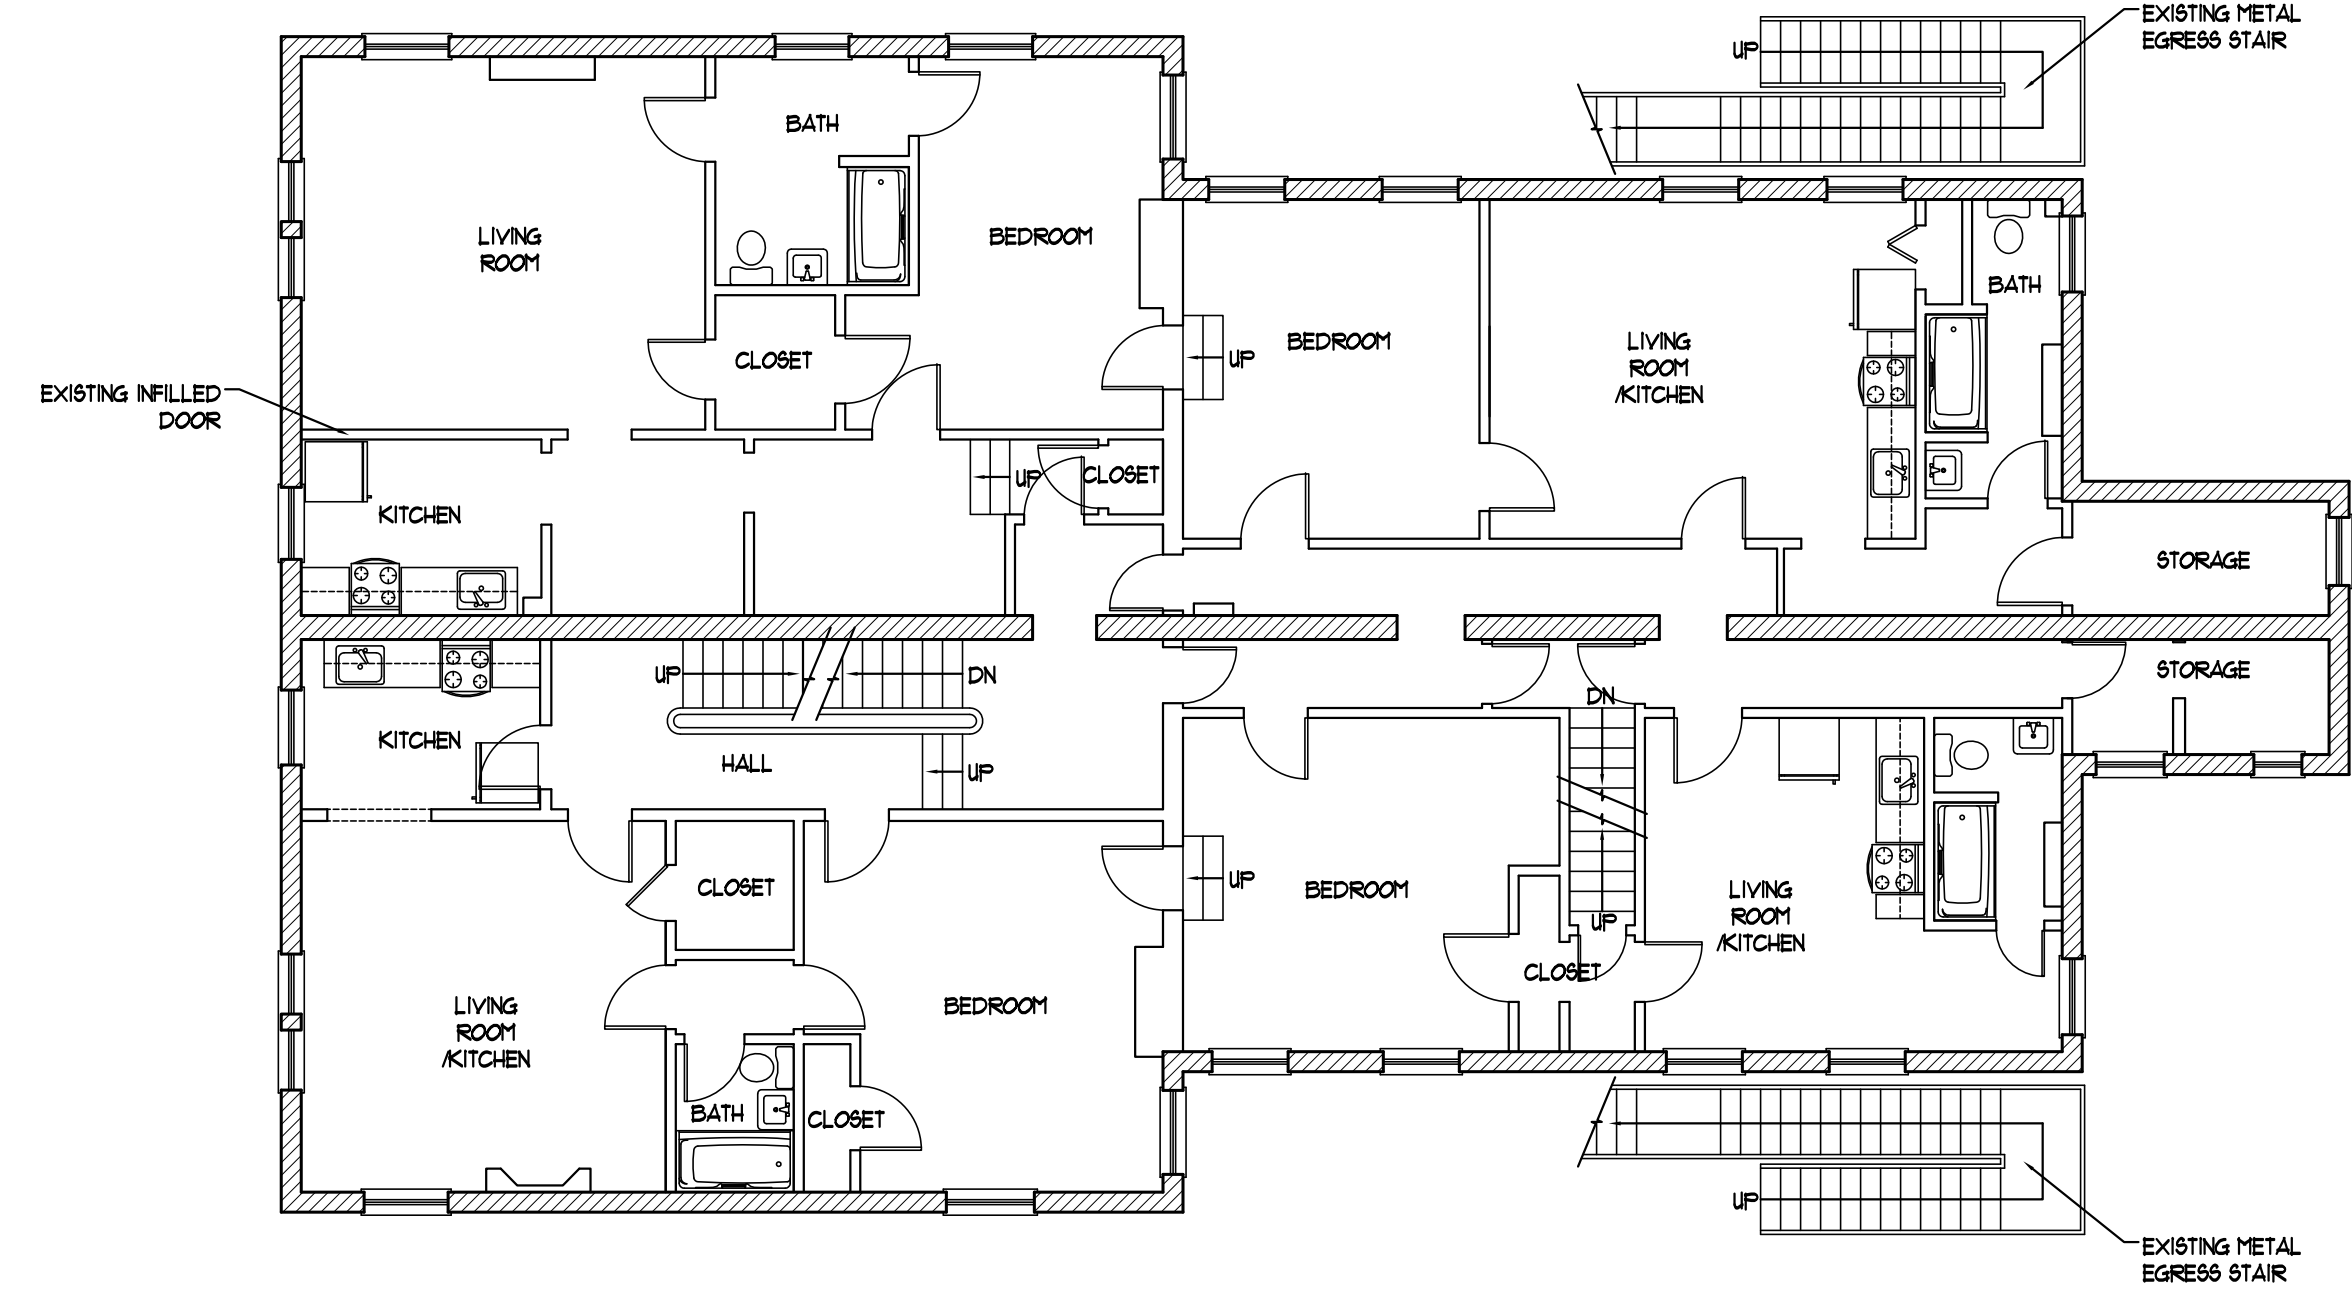 EXISTING METAL
EGRESS STAIR
UP
BATH
LIVING
ROOM
BEDROOM
BATH
BEDROOM
LIVING
ROOM
/KITCHEN
CLOSET
UP
EXISTING INFILLED
DOOR
UP
CLOSET
KITCHEN
STORAGE
UP
DN
STORAGE
DN
KITCHEN
HALL
UP
CLOSET
UP
BEDROOM
LIVING
ROOM
/KITCHEN
UP
CLOSET
LIVING
ROOM
/KITCHEN
BEDROOM
BATH
CLOSET
UP
EXISTING METAL
EGRESS STAIR